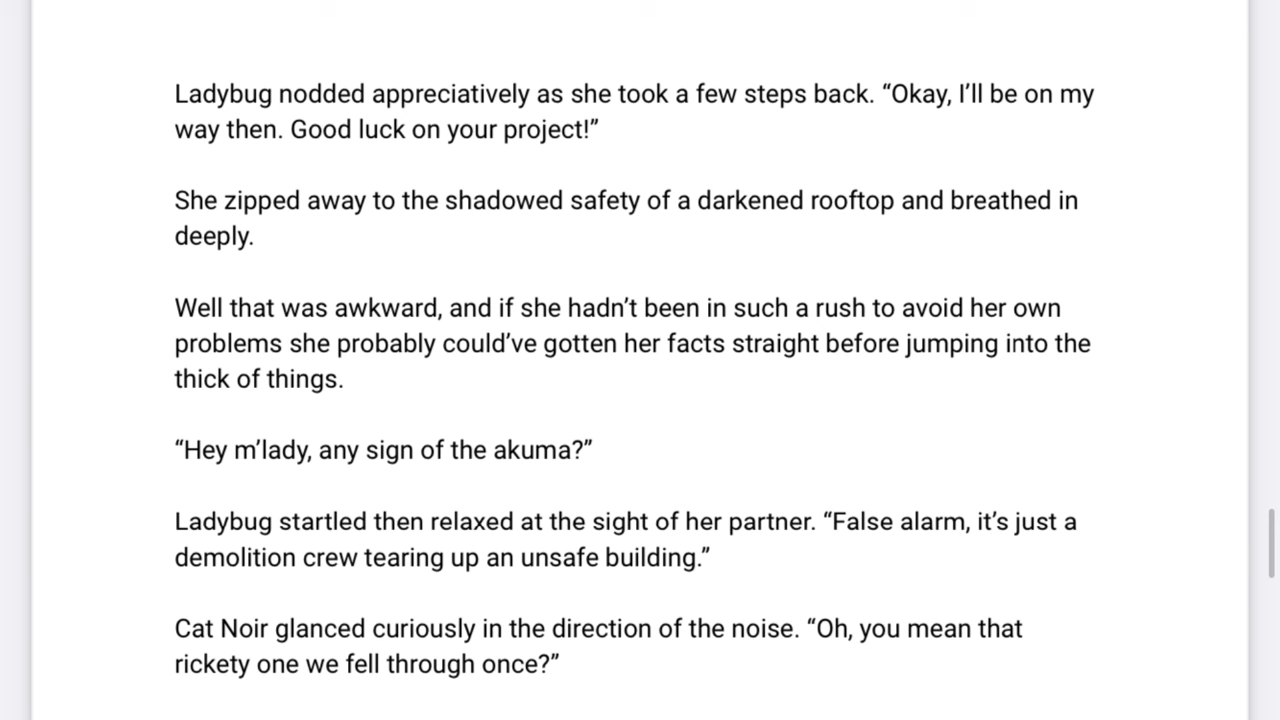 Ladybug nodded appreciatively as she took a few steps back. “Okay, I’ll be on my
way then. Good luck on your project!”
She zipped away to the shadowed safety of a darkened rooftop and breathed in
deeply.
Well that was awkward, and if she hadn’t been in such a rush to avoid her own
problems she probably could’ve gotten her facts straight before jumping into the
thick of things.
“Hey m’lady, any sign of the akuma?”
Ladybug startled then relaxed at the sight of her partner. “False alarm, it’s just a
demolition crew tearing up an unsafe building.”
Cat Noir glanced curiously in the direction of the noise. “Oh, you mean that
rickety one we fell through once?”